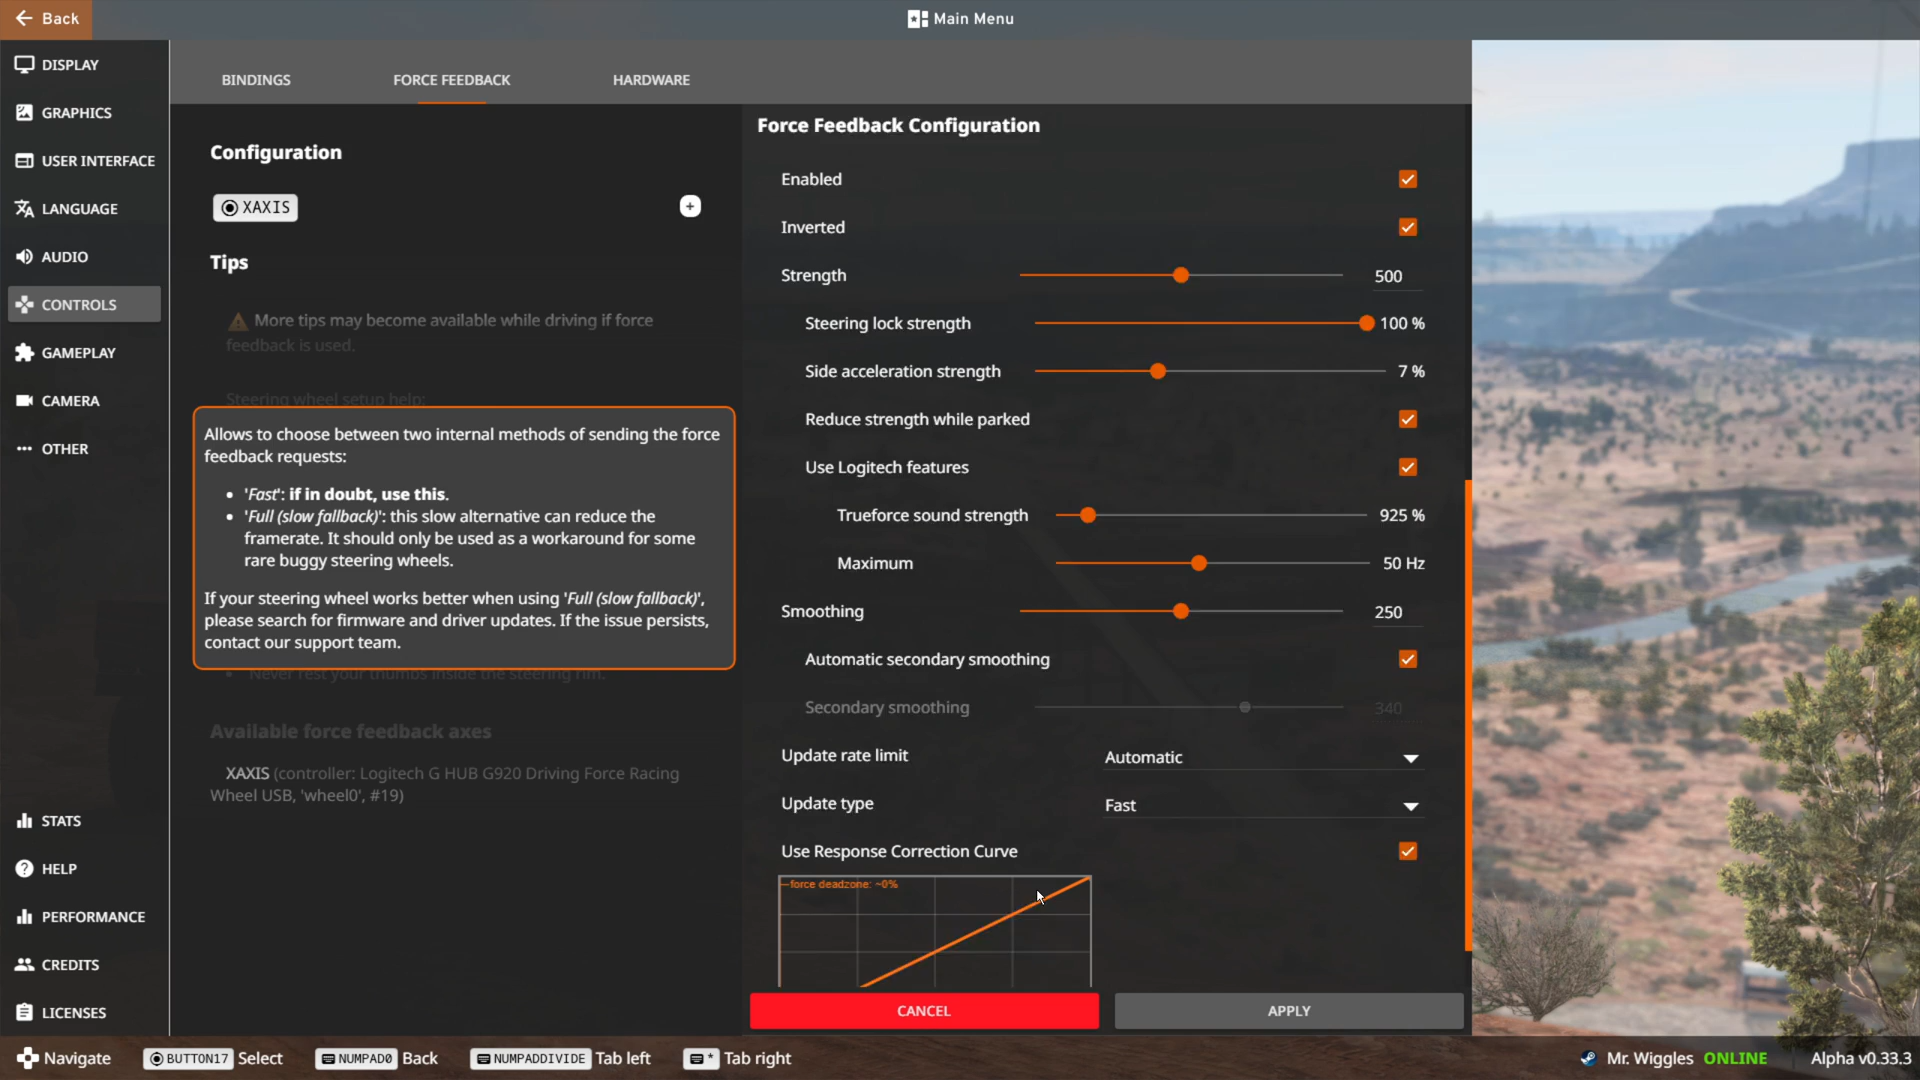 Back
Main Menu
DISPLAY
GRAPHICS
USER INTERFACE
LANGUAGE
AUDIO
CONTROLS
GAMEPLAY
CAMERA
OTHER
STATS
HELP
PERFORMANCE
CREDITS
LICENSES
BINDINGS
FORCE FEEDBACK
HARDWARE
Configuration
XAXIS
+
Tips
More tips may become available while driving if force
feedback is used.
Steering wheel setup help:
Allows to choose between two internal methods of sending the force
feedback requests:
• 'Fast': if in doubt, use this.
• 'Full (slow fallback)': this slow alternative can reduce the
framerate. It should only be used as a workaround for some
rare buggy steering wheels.
If your steering wheel works better when using 'Full (slow fallback)',
please search for firmware and driver updates. If the issue persists,
contact our support team.
• Never rest your thumbs inside the steering rim.
Available force feedback axes
XAXIS (controller: Logitech G HUB G920 Driving Force Racing
Wheel USB, 'wheel0', #19)
Force Feedback Configuration
Enabled
Inverted
Strength 500
Steering lock strength 100 %
Side acceleration strength 7 %
Reduce strength while parked
Use Logitech features
Trueforce sound strength 925 %
Maximum 50 Hz
Smoothing 250
Automatic secondary smoothing
Secondary smoothing 340
Update rate limit Automatic
Update type Fast
Use Response Correction Curve
force deadzone: ~0%
CANCEL
APPLY
Navigate
BUTTON17 Select
NUMPAD0 Back
NUMPADDIVIDE Tab left
* Tab right
Mr. Wiggles ONLINE
Alpha v0.33.3